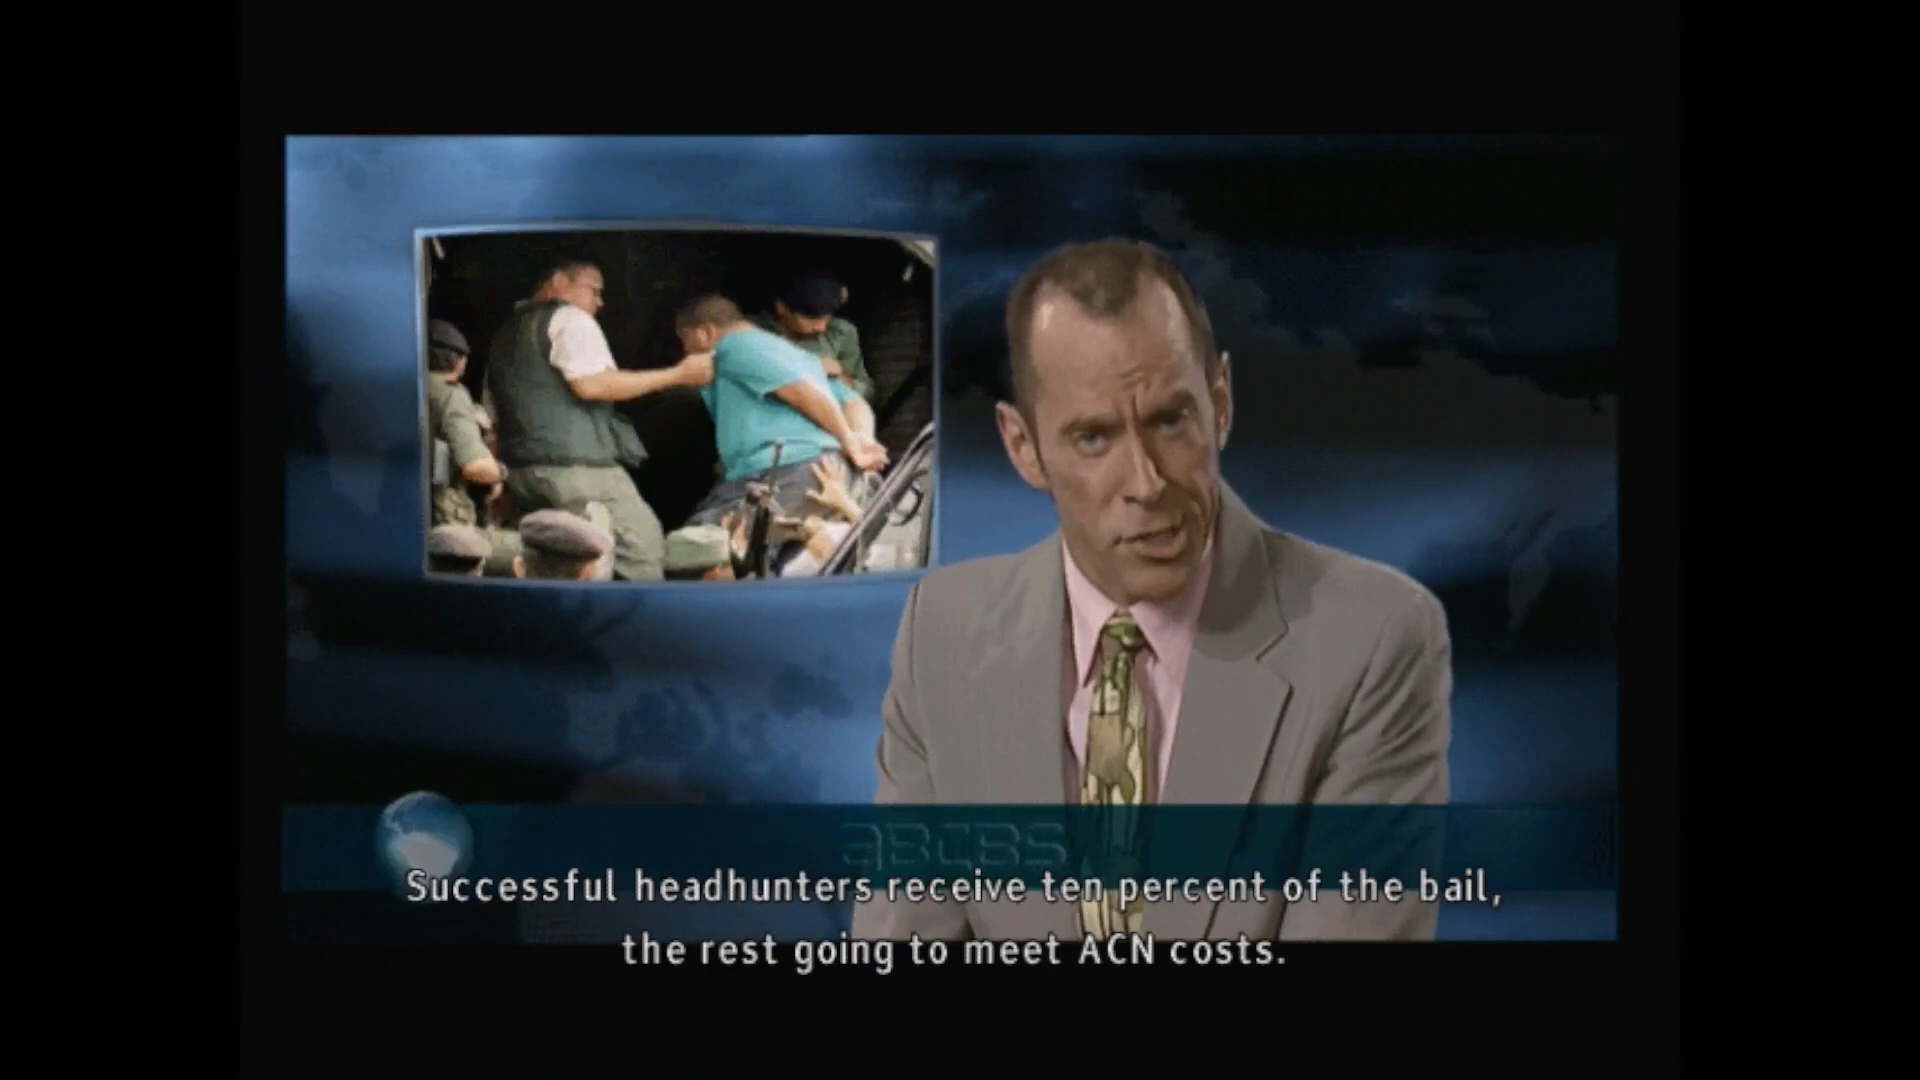 ABCBS
Successful headhunters receive ten percent of the bail,
the rest going to meet ACN costs.